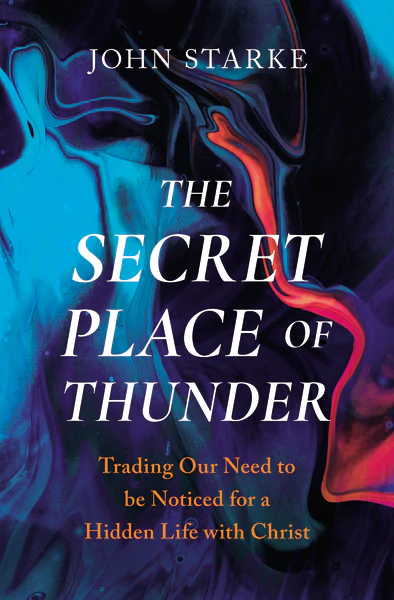 JOHN STARKE
THE
SECRET
PLACE OF
THUNDER
Trading Our Need to
be Noticed for a
Hidden Life with Christ